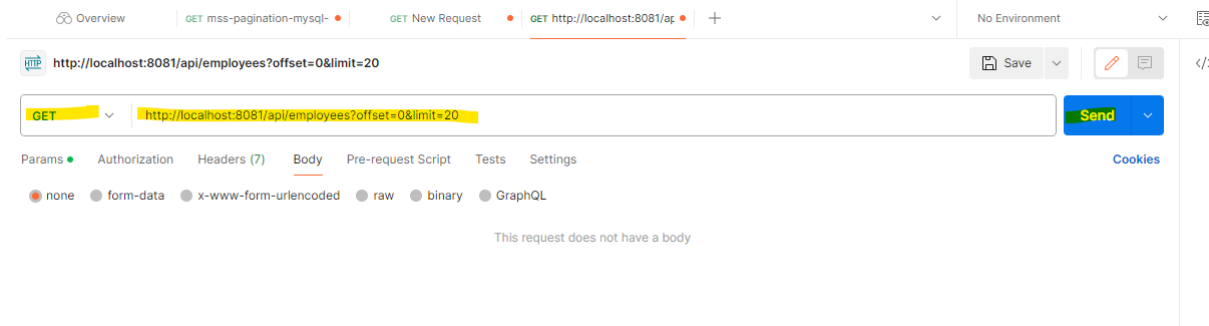 Overview GET mss-pagination-mysql- GET New Request GET http://localhost:8081/ap No Environment
HTTP http://localhost:8081/api/employees?offset=0&limit=20 Save
GET http://localhost:8081/api/employees?offset=0&limit=20 Send
Params Authorization Headers (7) Body Pre-request Script Tests Settings Cookies
none form-data x-www-form-urlencoded raw binary GraphQL
This request does not have a body